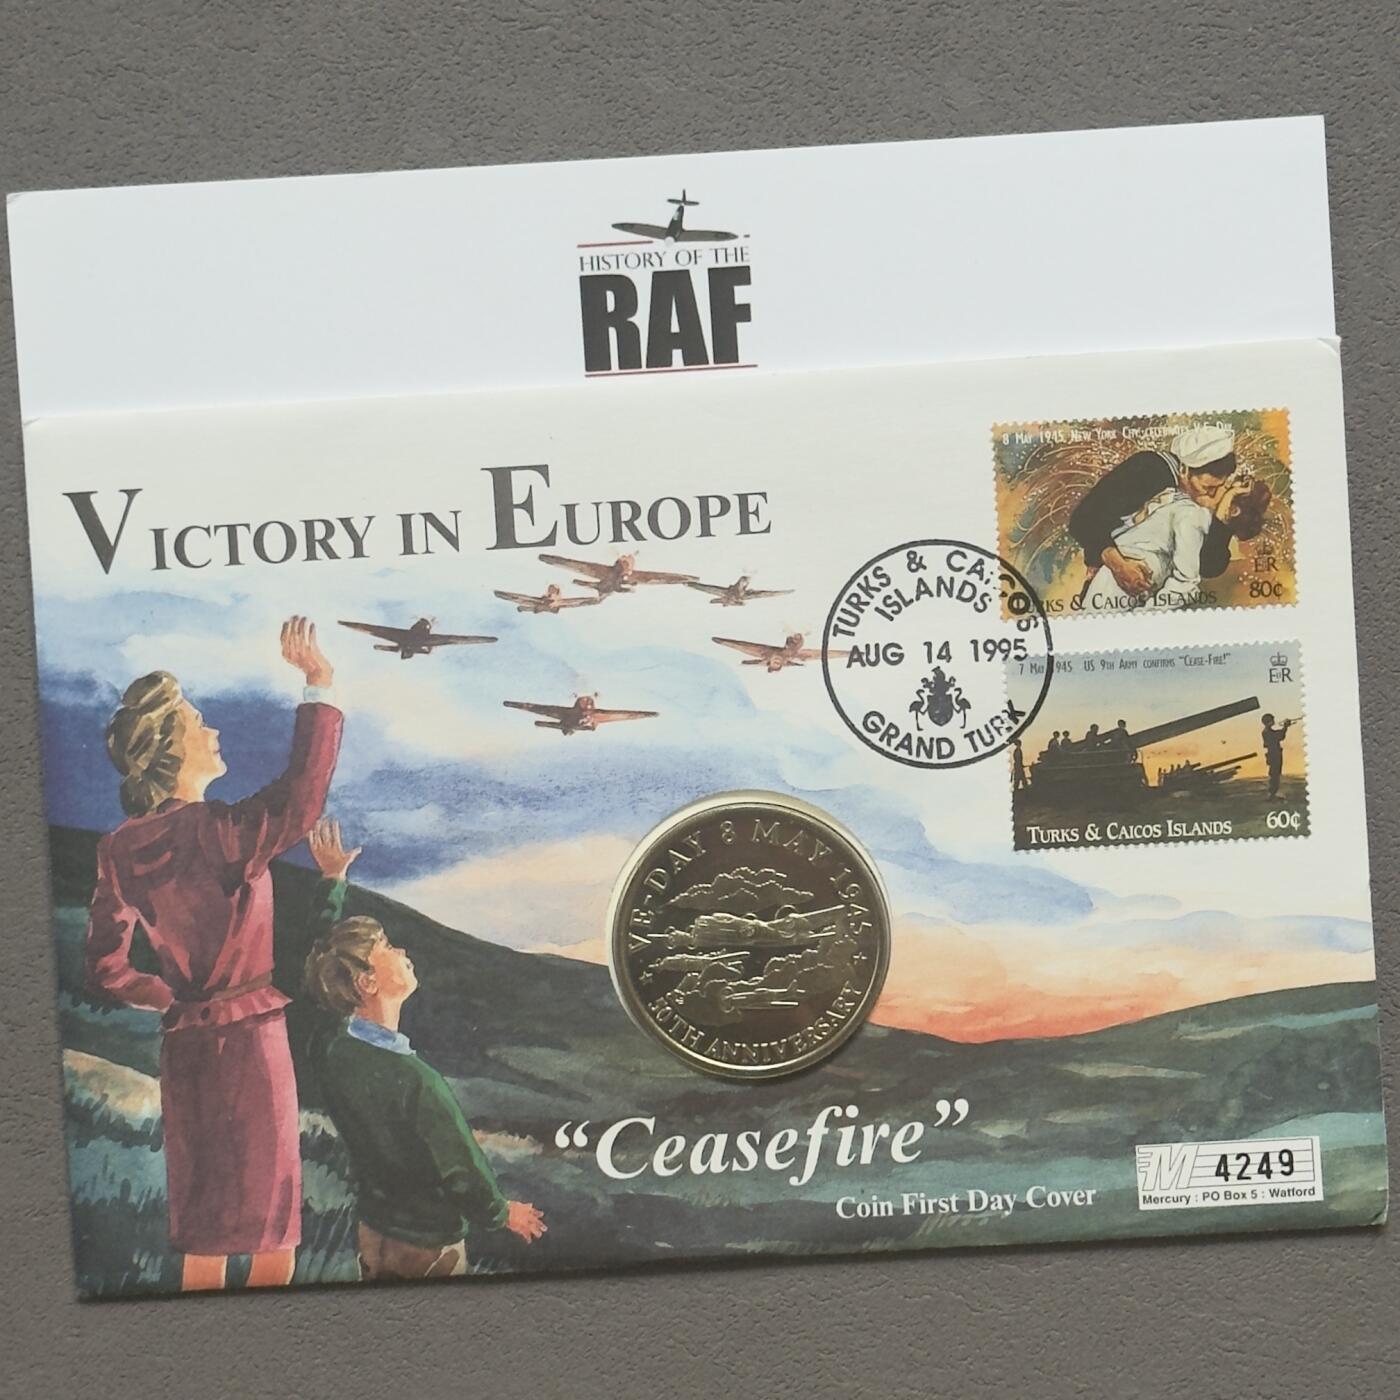 HISTORY OF THE
RAF
VICTORY IN EUROPE
8 MAY 1945, NEW YORK CITY CELEBRATES V.E. DAY
EIIR
80¢
TURKS & CAICOS ISLANDS
TURKS & CAICOS
ISLANDS
AUG 14 1995
GRAND TURK
7 MAY 1945 US 9TH ARMY CONFIRMS "CEASE-FIRE!"
EIIR
60¢
TURKS & CAICOS ISLANDS
VE-DAY 8 MAY 1945
50TH ANNIVERSARY
"Ceasefire"
Coin First Day Cover
M 4249
Mercury : PO Box 5 : Watford